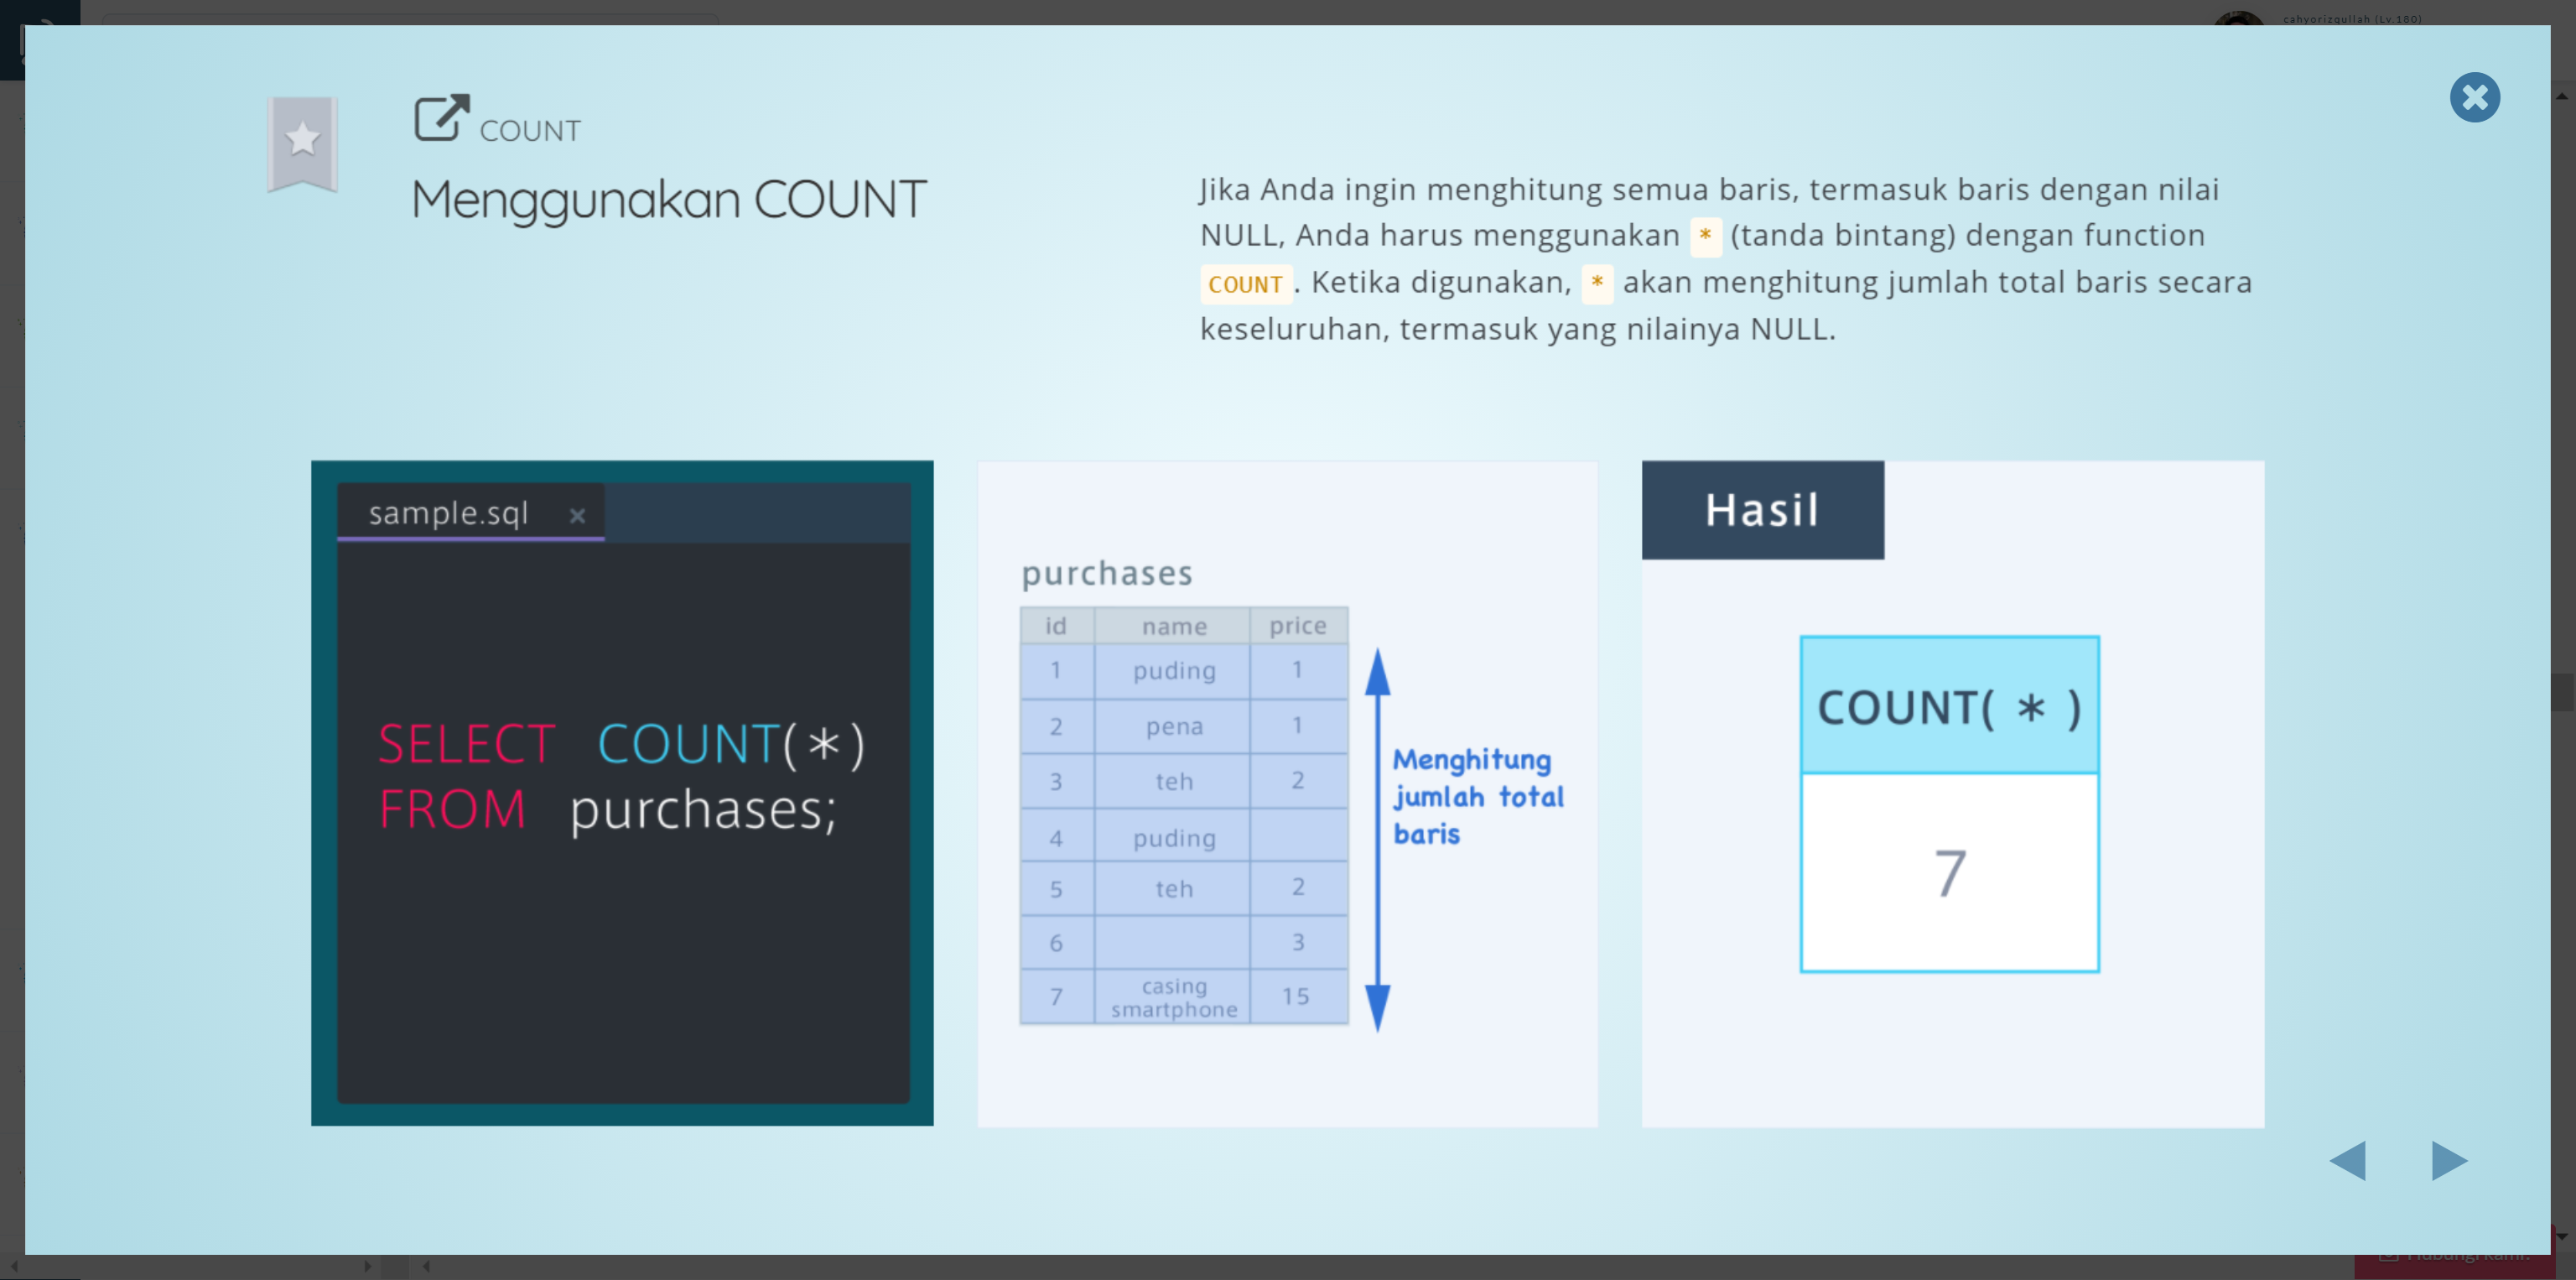 cahyorizqullah (Lv.180)
COUNT
Menggunakan COUNT
Jika Anda ingin menghitung semua baris, termasuk baris dengan nilai
NULL, Anda harus menggunakan * (tanda bintang) dengan function
COUNT. Ketika digunakan, * akan menghitung jumlah total baris secara
keseluruhan, termasuk yang nilainya NULL.
sample.sql ×
SELECT COUNT(*)
FROM purchases;
purchases
id name price
1 puding 1
2 pena 1
3 teh 2
4 puding
5 teh 2
6 3
7 casing smartphone 15
Menghitung
jumlah total
baris
Hasil
COUNT( * )
7
Hubungi kami